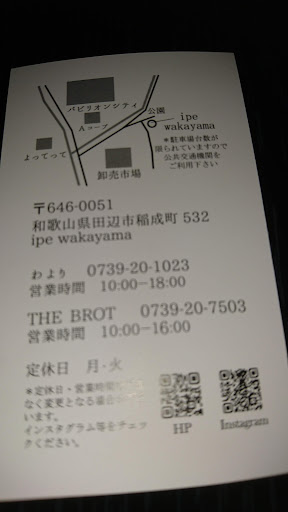 パビリオンシティ
Aコープ
公園
ipe
wakayama
よってって
卸売市場
*駐車場台数が
限られていますので
公共交通機関を
ご利用下さい
〒646-0051
和歌山県田辺市稲成町 532
ipe wakayama
わより 0739-20-1023
営業時間 10:00-18:00
THE BROT 0739-20-7503
営業時間 10:00-16:00
定休日 月・火
*定休日・営業時間
なく変更となる場合
います。
インスタグラム等をチェッ
クください。
HP
Instagram